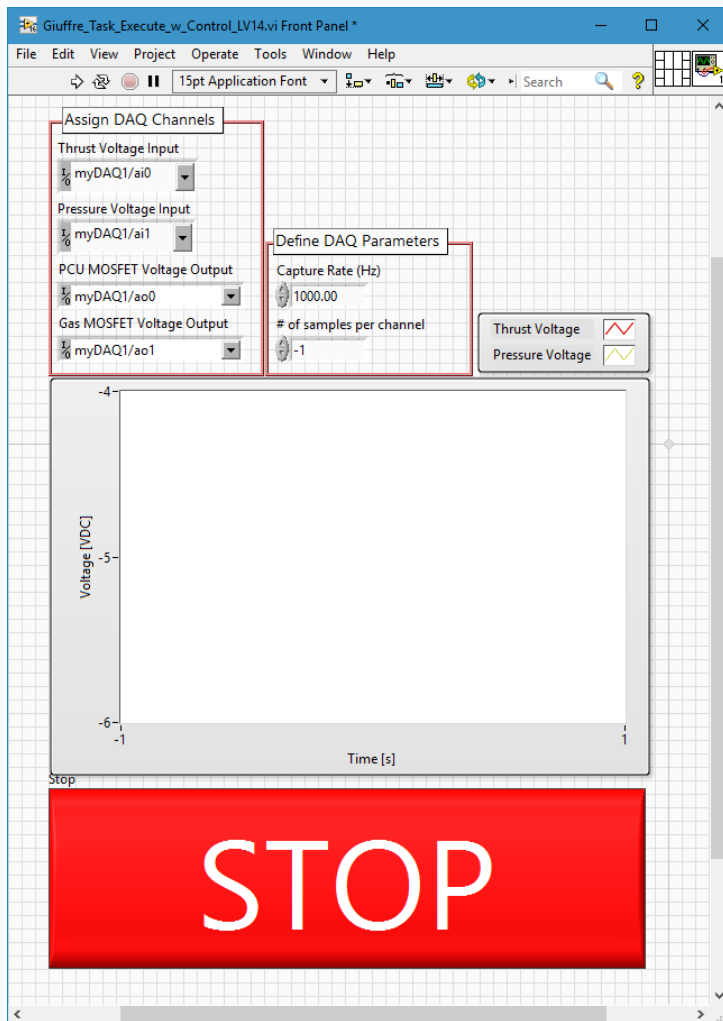 Giuffre_Task_Execute_w_Control_LV14.vi Front Panel *
File Edit View Project Operate Tools Window Help
15pt Application Font Search ?
Assign DAQ Channels
Thrust Voltage Input
myDAQ1/ai0
Pressure Voltage Input
myDAQ1/ai1
PCU MOSFET Voltage Output
myDAQ1/ao0
Gas MOSFET Voltage Output
myDAQ1/ao1
Define DAQ Parameters
Capture Rate (Hz)
1000.00
# of samples per channel
-1
Thrust Voltage
Pressure Voltage
-4
-5
-6
Voltage [VDC]
-1 1
Time [s]
Stop
STOP